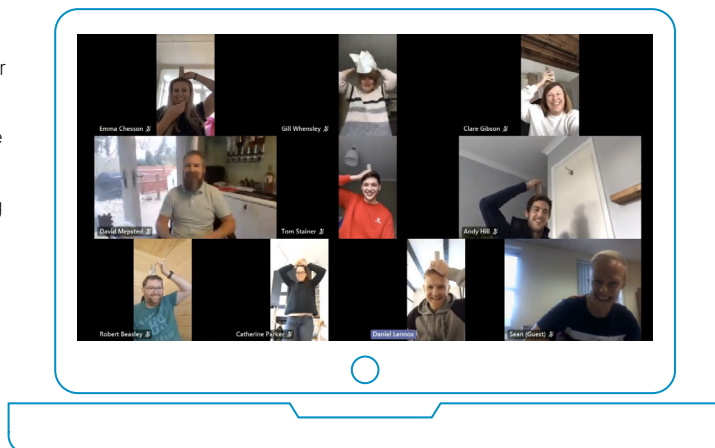 r
e
g
Emma Chesson
Gill Whensley
Clare Gibson
David Mepsted
Tom Stainer
Andy Hill
Robert Beasley
Catherine Parker
Daniel Lennox
Sean (Guest)